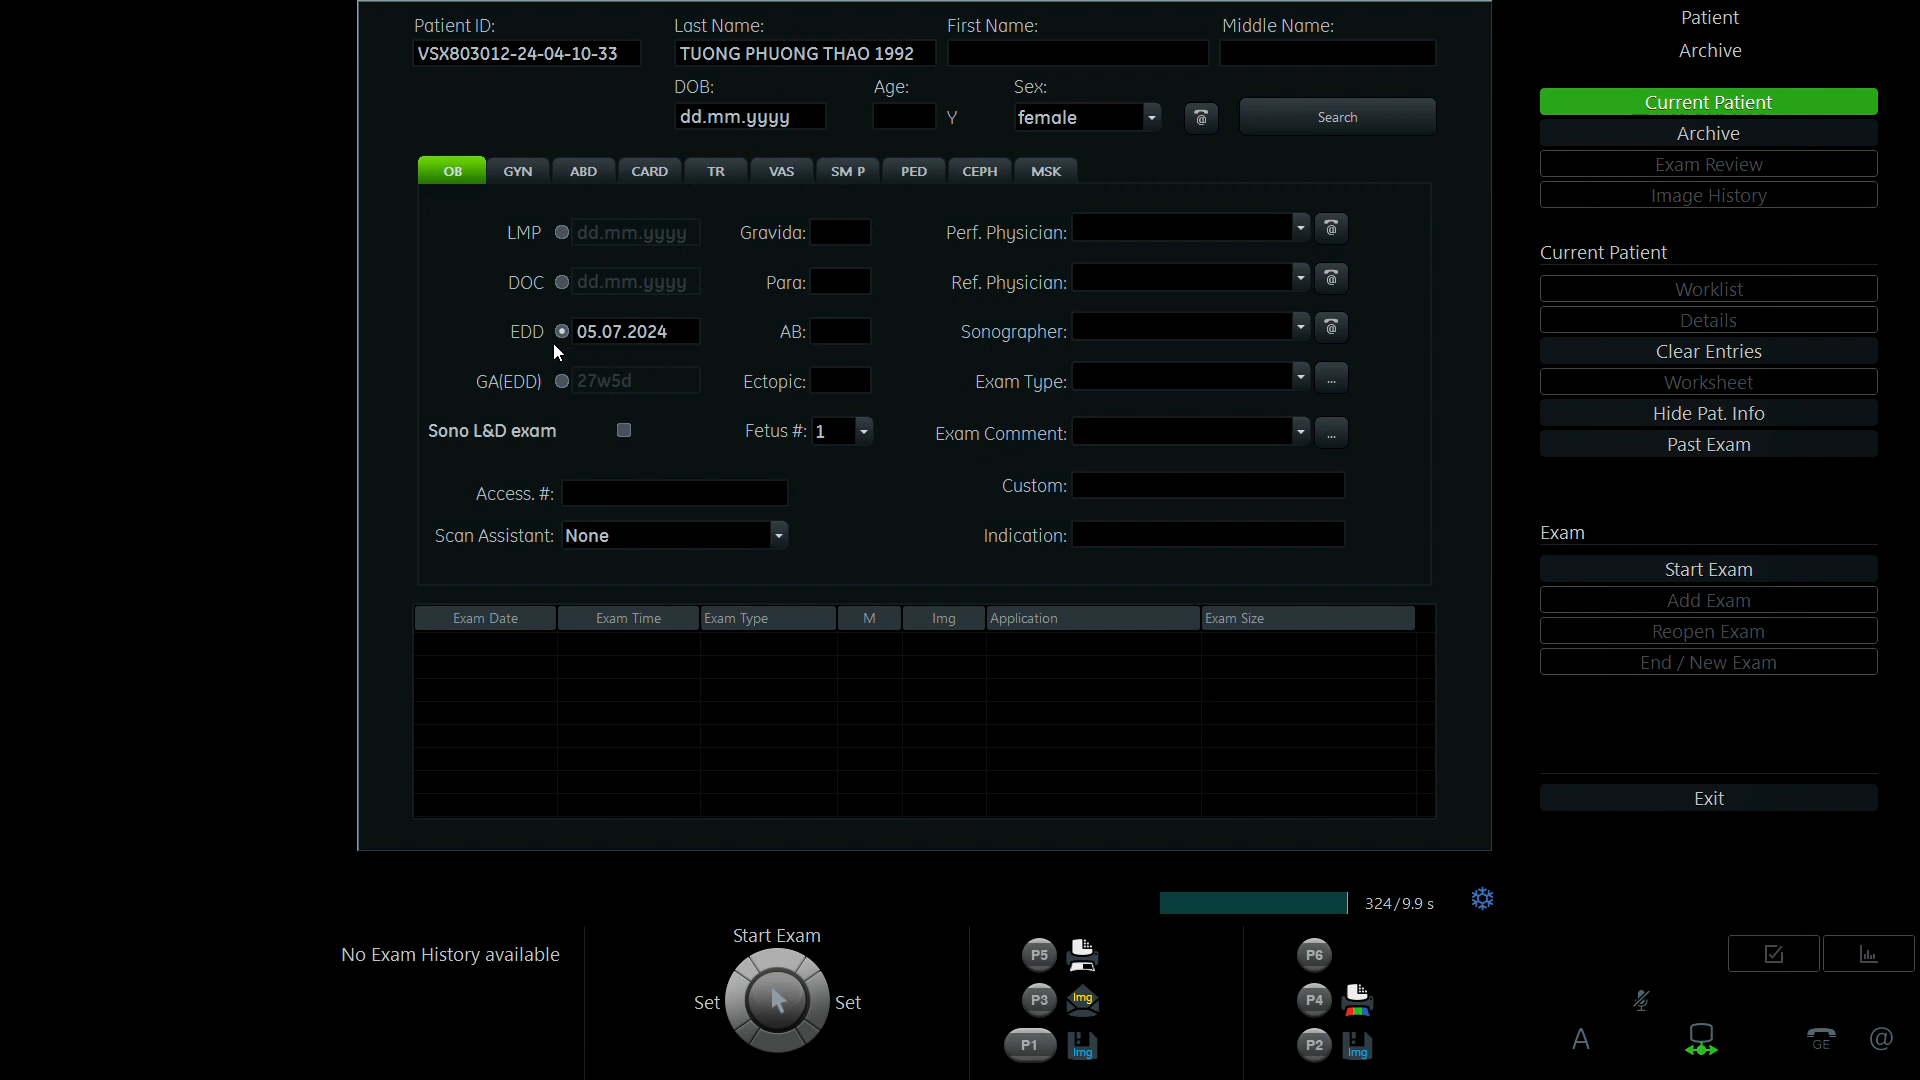 Patient ID: Last Name: First Name: Middle Name:
VSX803012-24-04-10-33 TUONG PHUONG THAO 1992
DOB: Age: Sex:
dd.mm.yyyy Y female @ Search
OB GYN ABD CARD TR VAS SM P PED CEPH MSK
LMP dd.mm.yyyy Gravida: Perf. Physician: @
DOC dd.mm.yyyy Para: Ref. Physician: @
EDD 05.07.2024 AB: Sonographer: @
GA(EDD) 27w5d Ectopic: Exam Type: ...
Sono L&D exam Fetus #: 1 Exam Comment: ...
Access. #: Custom:
Scan Assistant: None Indication:
Exam Date Exam Time Exam Type M Img Application Exam Size
Patient
Archive
Current Patient
Archive
Exam Review
Image History
Current Patient
Worklist
Details
Clear Entries
Worksheet
Hide Pat. Info
Past Exam
Exam
Start Exam
Add Exam
Reopen Exam
End / New Exam
Exit
324/9.9 s
No Exam History available
Start Exam
Set Set
P5 P6
P3 Img P4
P1 Img P2 Img
A GE @